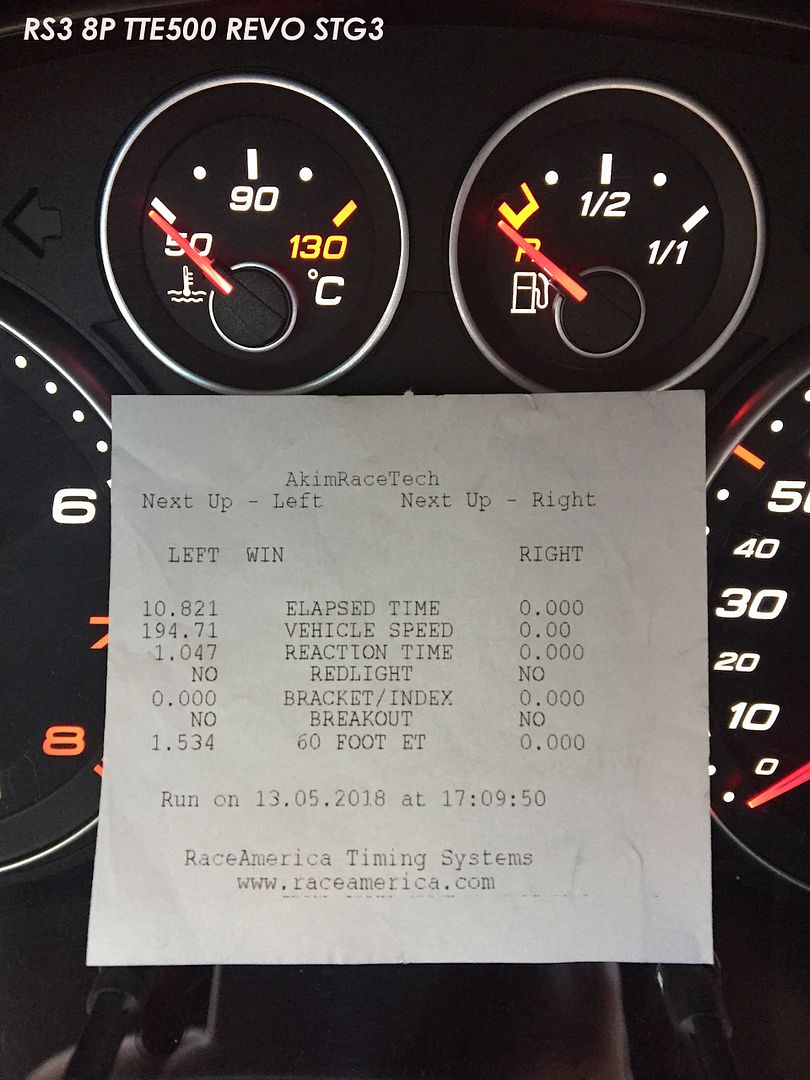 RS3 8P TTE500 REVO STG3
50 90 130 °C
R 1/2 1/1
6
7
8
50
40
30
20
10
0
AkimRaceTech
Next Up - Left Next Up - Right
LEFT WIN RIGHT
10.821 ELAPSED TIME 0.000
194.71 VEHICLE SPEED 0.00
1.047 REACTION TIME 0.000
NO REDLIGHT NO
0.000 BRACKET/INDEX 0.000
NO BREAKOUT NO
1.534 60 FOOT ET 0.000
Run on 13.05.2018 at 17:09:50
RaceAmerica Timing Systems
www.raceamerica.com